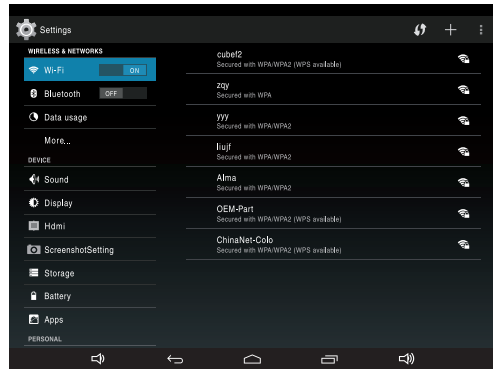 Settings
WIRELESS & NETWORKS
Wi-Fi
ON
Bluetooth
OFF
Data usage
More...
DEVICE
Sound
Display
Hdmi
ScreenshotSetting
Storage
Battery
Apps
PERSONAL
cubef2
Secured with WPA/WPA2 (WPS available)
zqy
Secured with WPA
yyy
Secured with WPA/WPA2
liujf
Secured with WPA/WPA2
Alma
Secured with WPA/WPA2
OEM-Part
Secured with WPA/WPA2 (WPS available)
ChinaNet-Colo
Secured with WPA/WPA2 (WPS available)